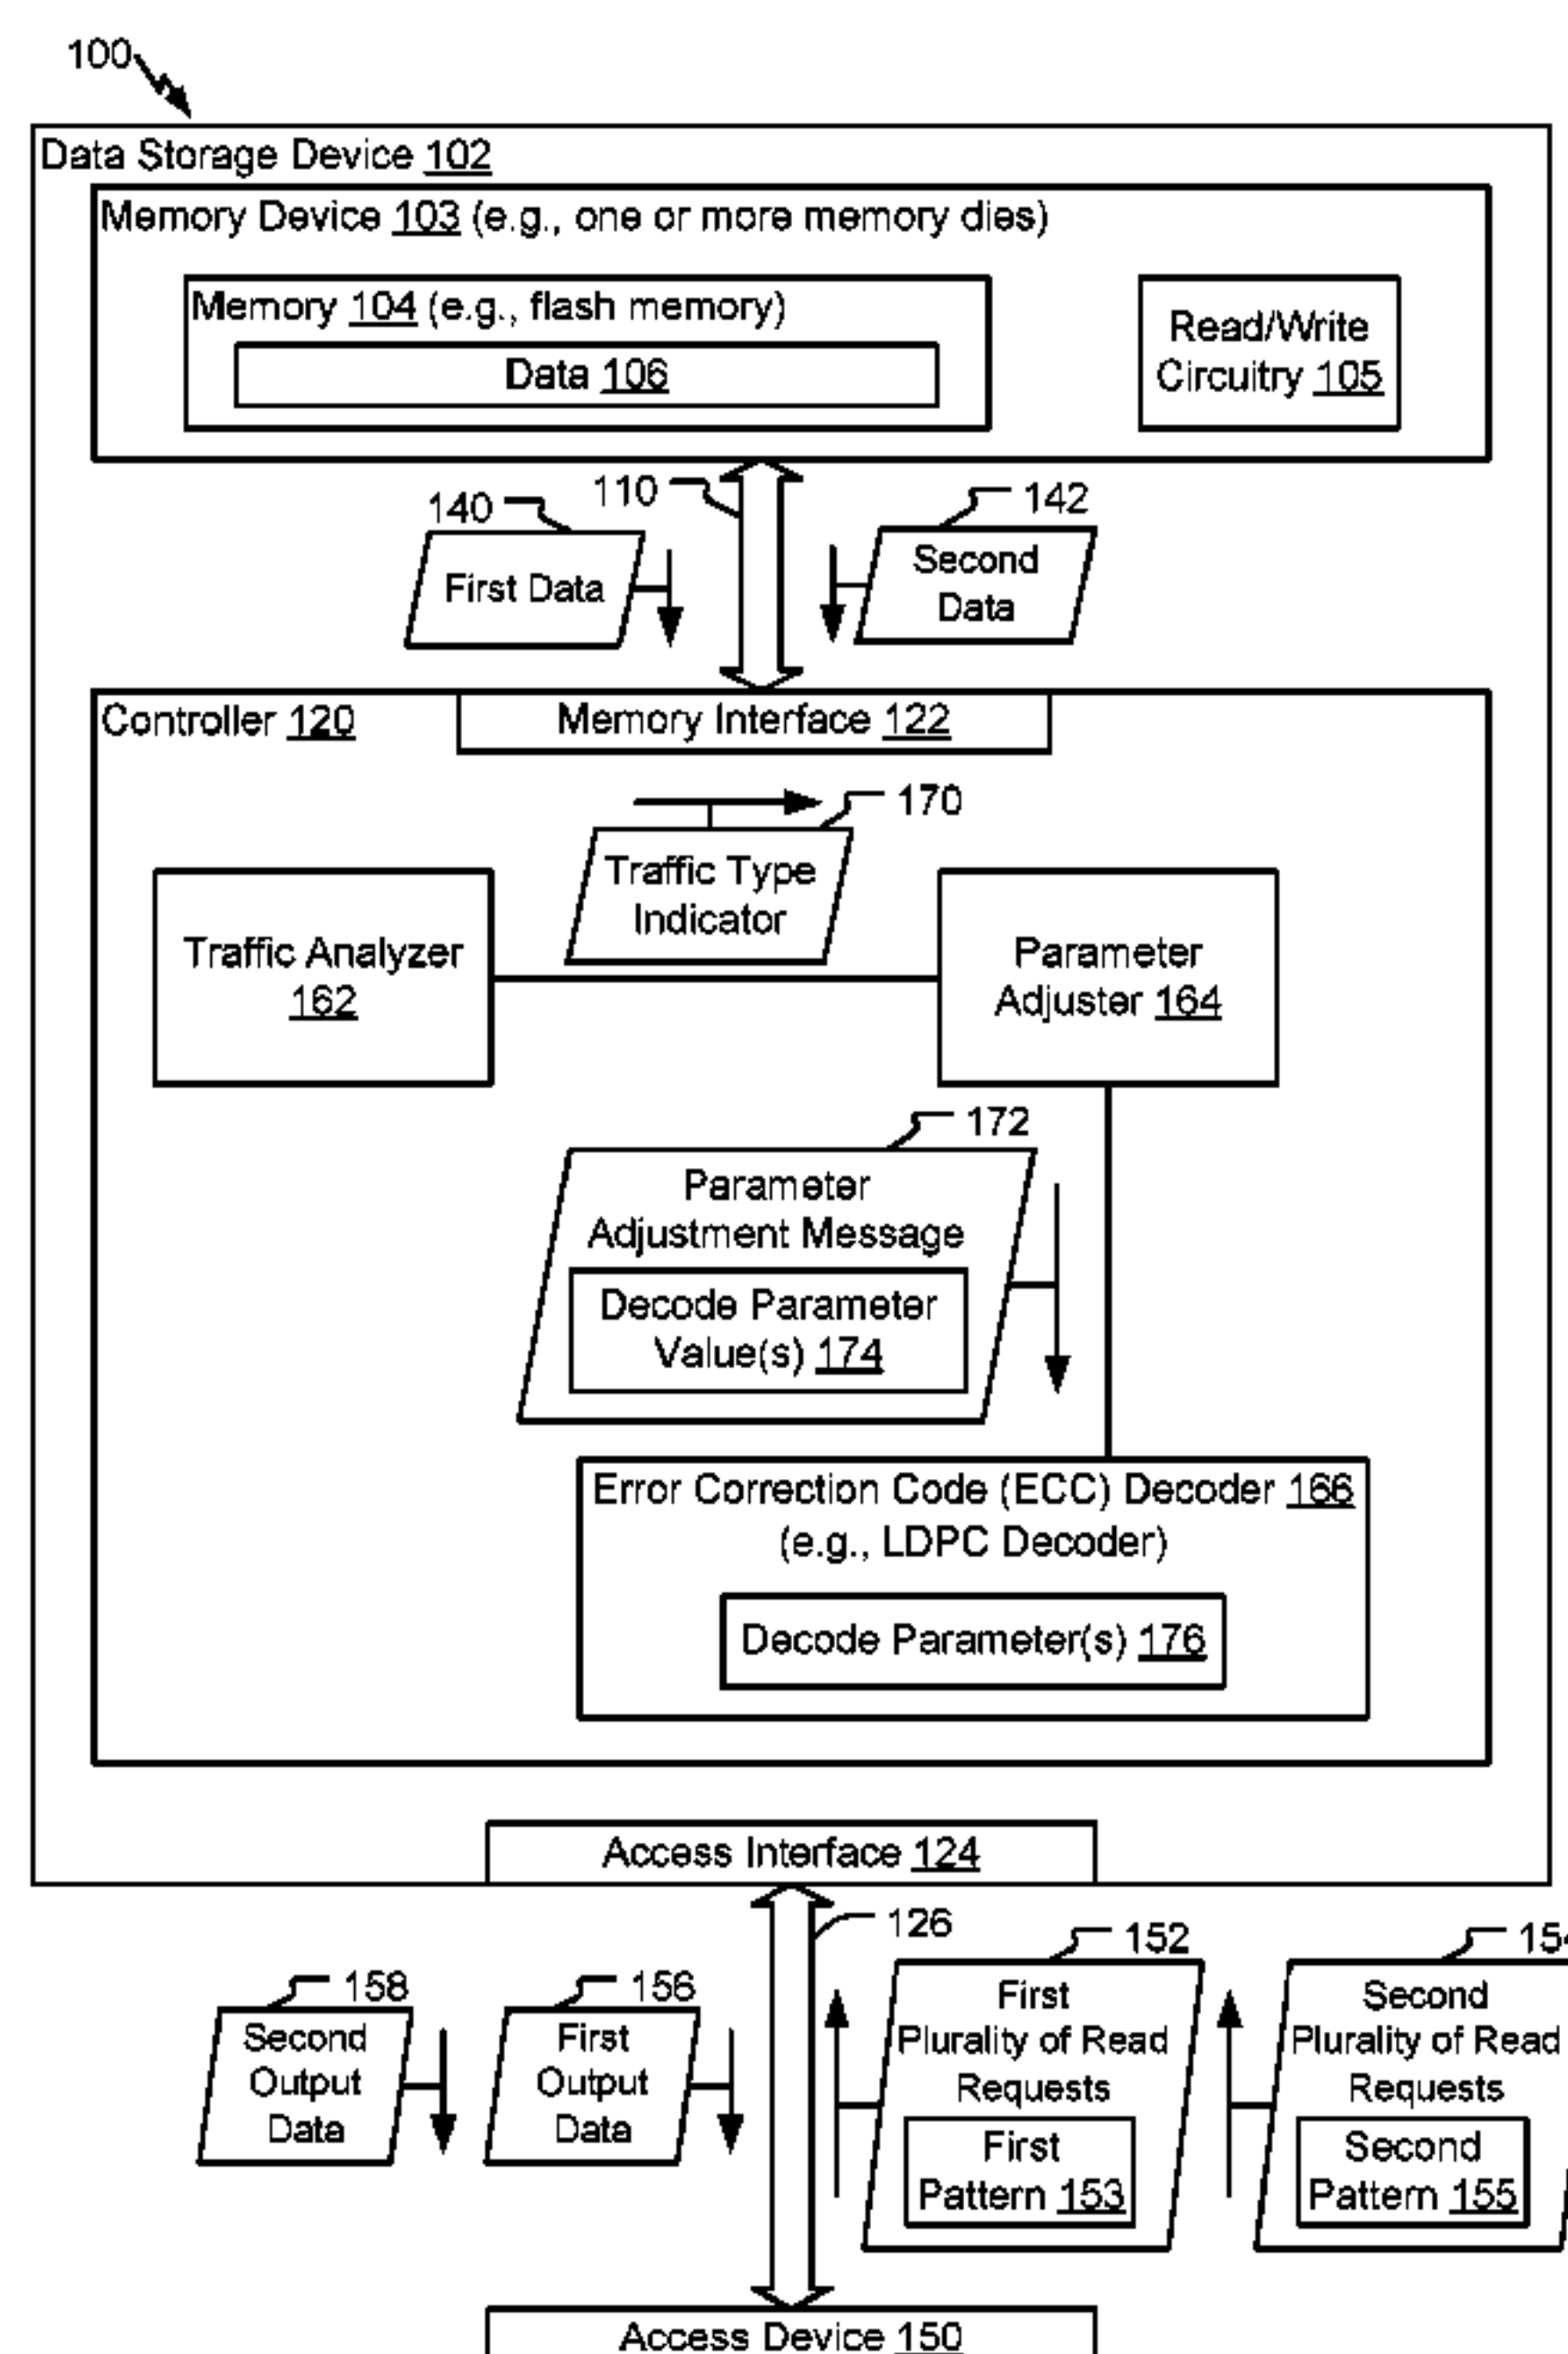 100
Data Storage Device 102
Memory Device 103 (e.g., one or more memory dies)
Memory 104 (e.g., flash memory)
Data 106
Read/Write
Circuitry 105
140
110
142
First Data
Second
Data
Controller 120
Memory Interface 122
170
Traffic Type
Indicator
Traffic Analyzer
162
Parameter
Adjuster 164
172
Parameter
Adjustment Message
Decode Parameter
Value(s) 174
Error Correction Code (ECC) Decoder 166
(e.g., LDPC Decoder)
Decode Parameter(s) 176
Access Interface 124
126
158
Second
Output
Data
156
First
Output
Data
152
First
Plurality of Read
Requests
First
Pattern 153
154
Second
Plurality of Read
Requests
Second
Pattern 155
Access Device 150